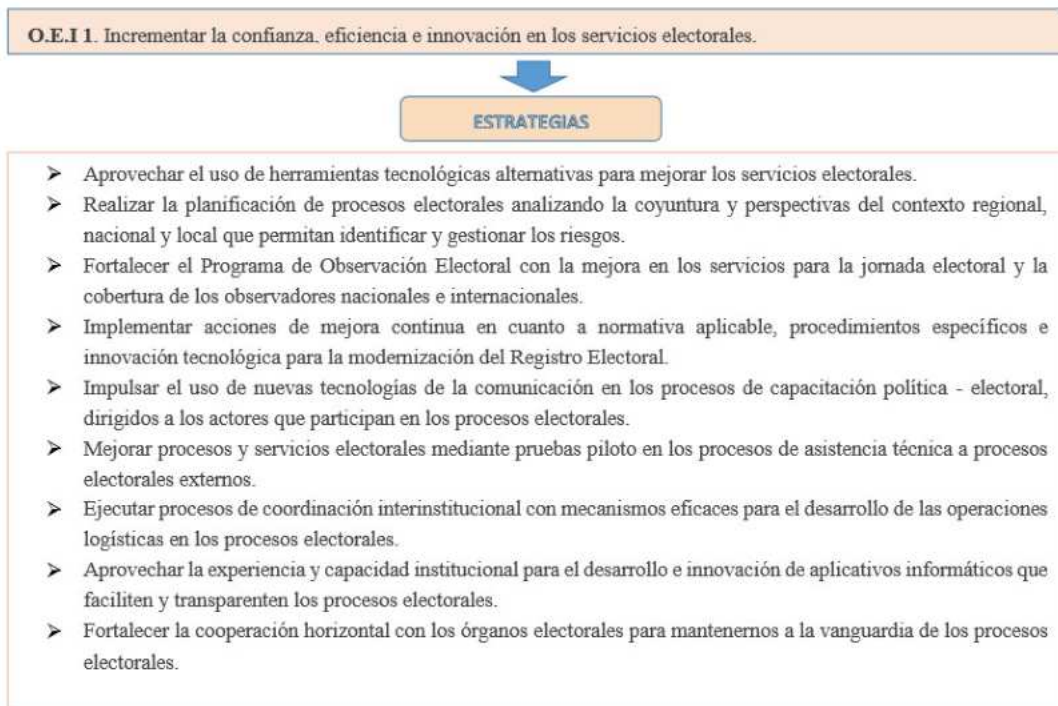 O.E.I 1. Incrementar la confianza. eficiencia e innovación en los servicios electorales.
ESTRATEGIAS
➤ Aprovechar el uso de herramientas tecnológicas alternativas para mejorar los servicios electorales.
➤ Realizar la planificación de procesos electorales analizando la coyuntura y perspectivas del contexto regional,
nacional y local que permitan identificar y gestionar los riesgos.
➤ Fortalecer el Programa de Observación Electoral con la mejora en los servicios para la jornada electoral y la
cobertura de los observadores nacionales e internacionales.
➤ Implementar acciones de mejora continua en cuanto a normativa aplicable, procedimientos específicos e
innovación tecnológica para la modernización del Registro Electoral.
➤ Impulsar el uso de nuevas tecnologías de la comunicación en los procesos de capacitación política - electoral,
dirigidos a los actores que participan en los procesos electorales.
➤ Mejorar procesos y servicios electorales mediante pruebas piloto en los procesos de asistencia técnica a procesos
electorales externos.
➤ Ejecutar procesos de coordinación interinstitucional con mecanismos eficaces para el desarrollo de las operaciones
logísticas en los procesos electorales.
➤ Aprovechar la experiencia y capacidad institucional para el desarrollo e innovación de aplicativos informáticos que
faciliten y transparenten los procesos electorales.
➤ Fortalecer la cooperación horizontal con los órganos electorales para mantenernos a la vanguardia de los procesos
electorales.